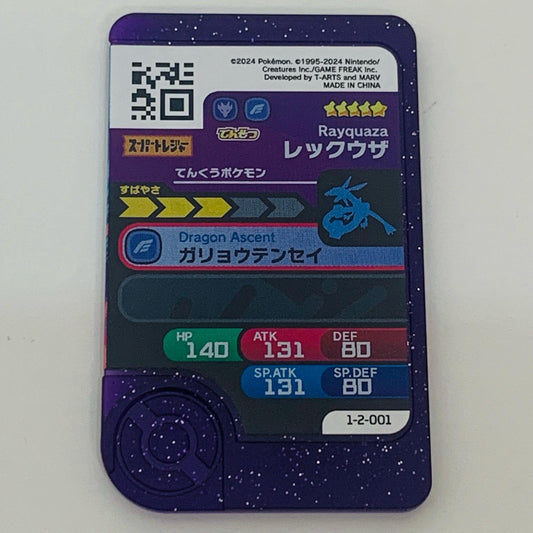 ©2024 Pokémon. ©1995-2024 Nintendo/
Creatures Inc./GAME FREAK Inc.
Developed by T-ARTS and MARV
MADE IN CHINA
でんせつ
スーパートレジャー
Rayquaza
レックウザ
てんくうポケモン
すばやさ
Dragon Ascent
ガリョウテンセイ
HP 140
ATK 131
DEF 80
SP.ATK 131
SP.DEF 80
1-2-001